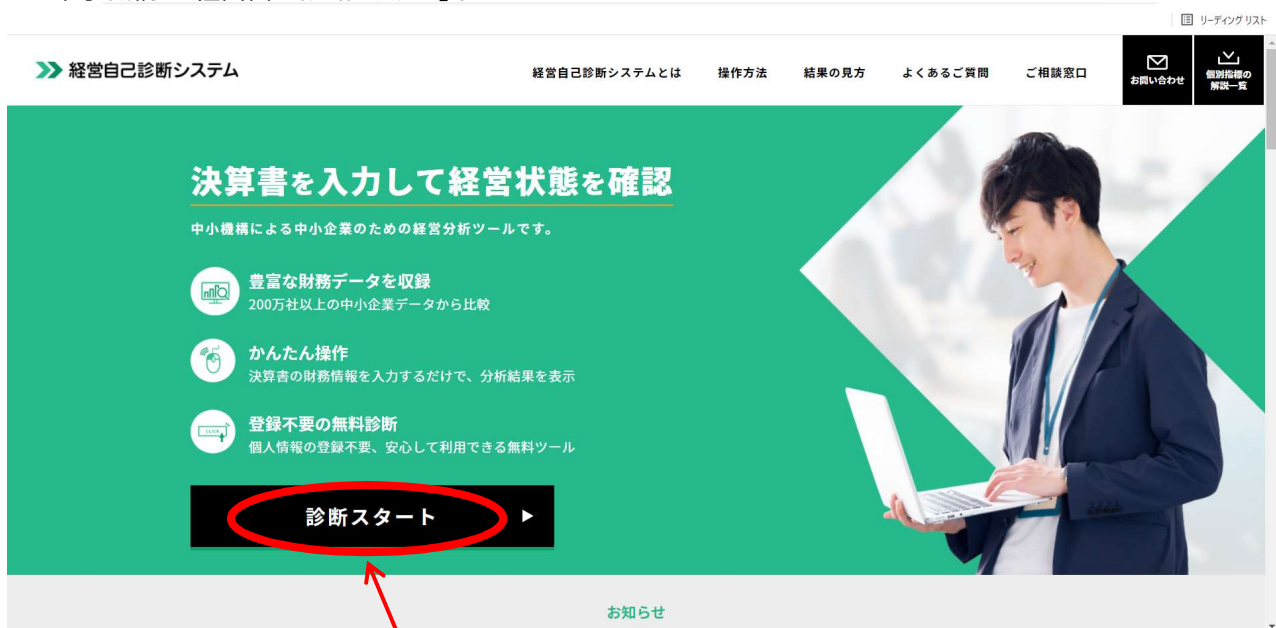 リーディング リスト
経営自己診断システム
経営自己診断システムとは
操作方法
結果の見方
よくあるご質問
ご相談窓口
お問い合わせ
個別指標の
解説一覧
決算書を入力して経営状態を確認
中小機構による中小企業のための経営分析ツールです。
豊富な財務データを収録
200万社以上の中小企業データから比較
かんたん操作
決算書の財務情報を入力するだけで、分析結果を表示
登録不要の無料診断
個人情報の登録不要、安心して利用できる無料ツール
診断スタート
お知らせ